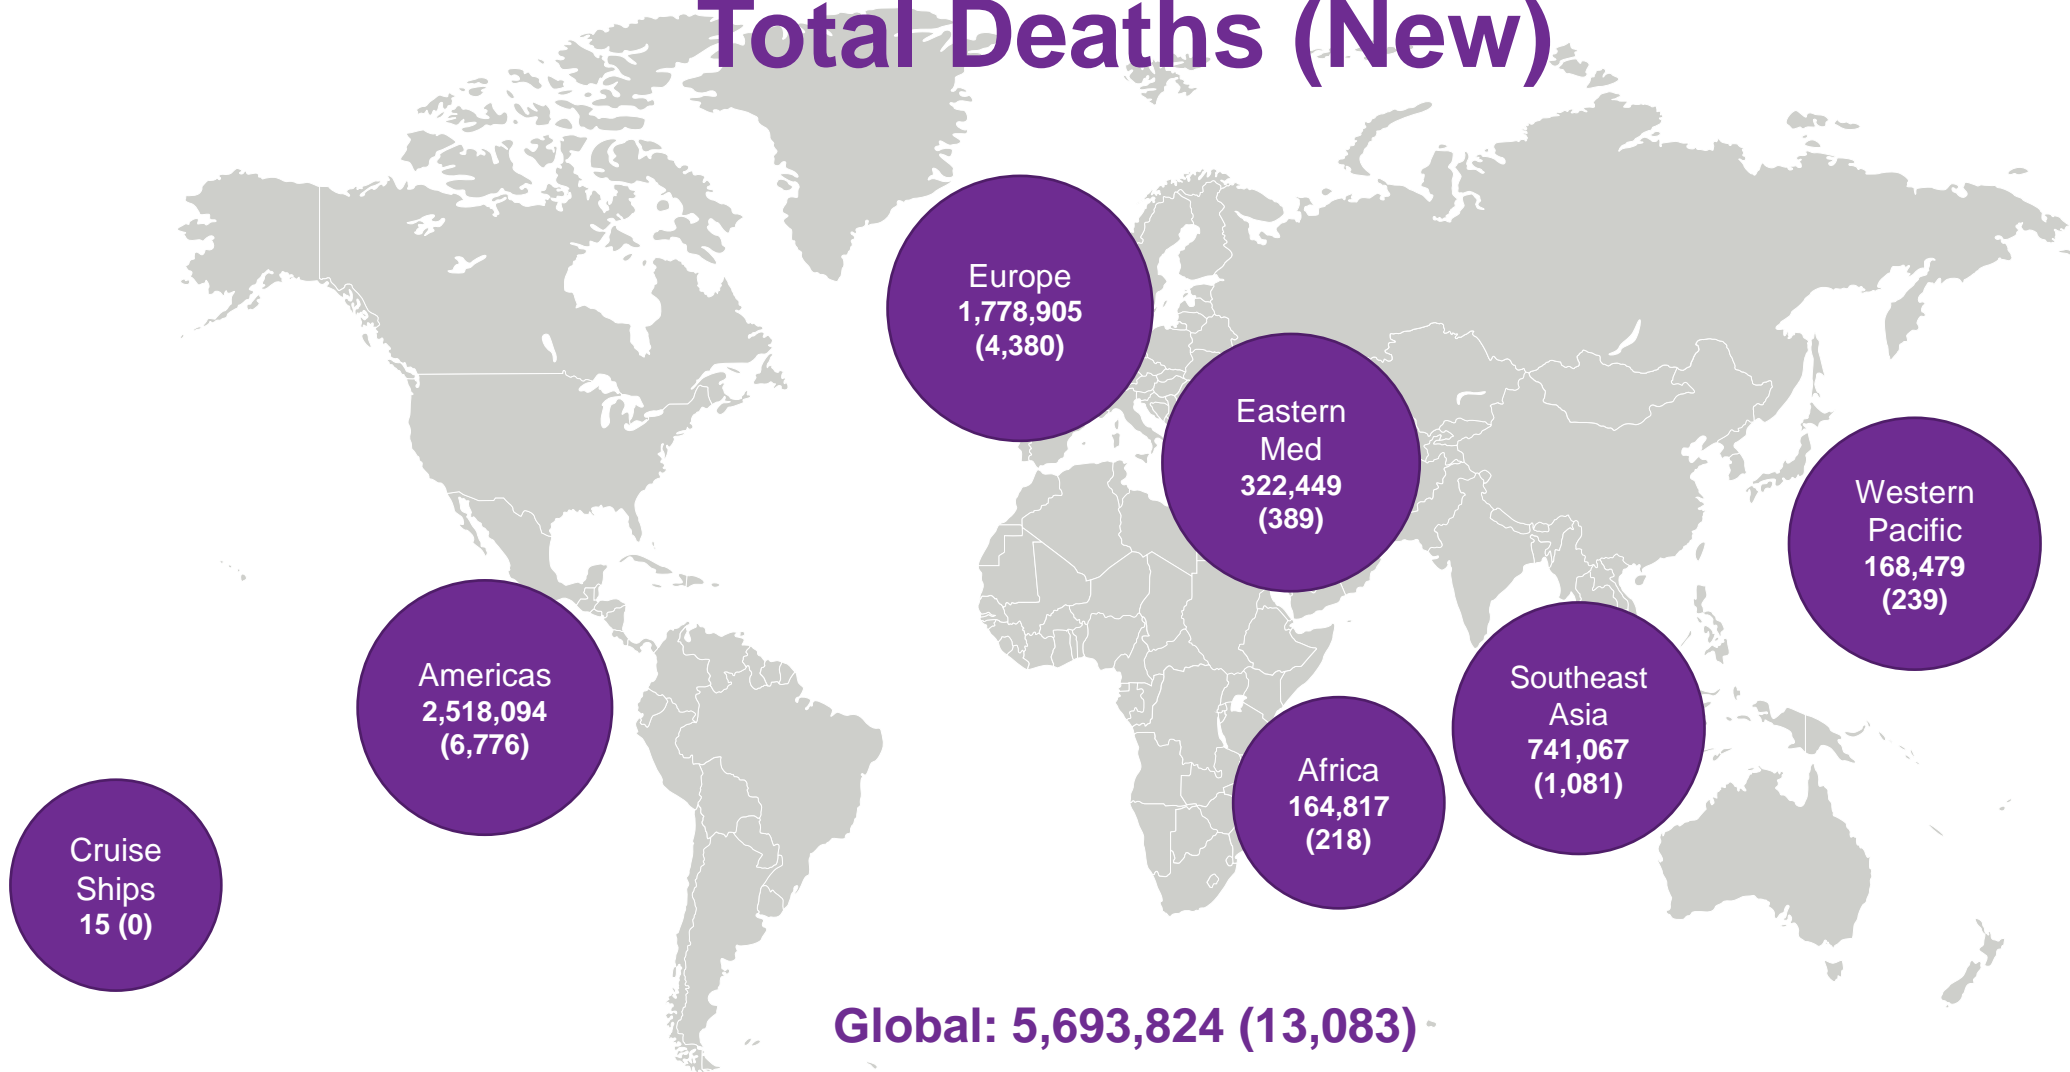 Total Deaths (New)
Europe
1,778,905
(4,380)
Eastern
Med
322,449
(389)
Western
Pacific
168,479
(239)
Americas
2,518,094
(6,776)
Southeast
Asia
741,067
(1,081)
Africa
164,817
(218)
Cruise
Ships
15 (0)
Global: 5,693,824 (13,083)